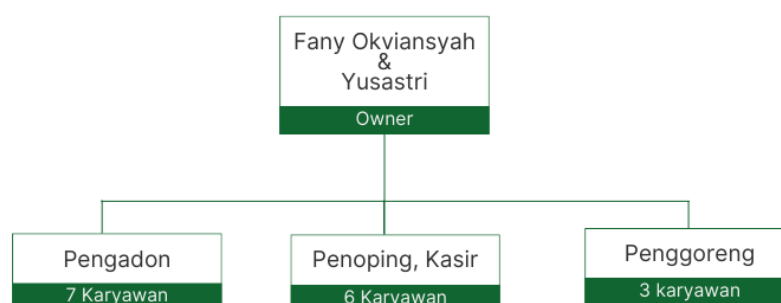 Fany Okviansyah
&
Yusastri
Owner
Pengadon
7 Karyawan
Penoping, Kasir
6 Karyawan
Penggoreng
3 karyawan